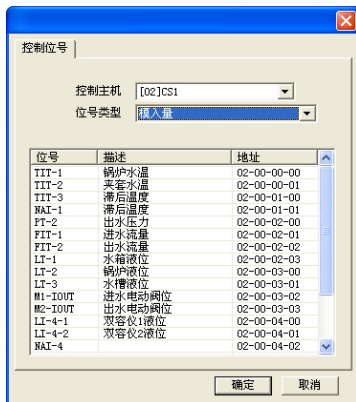 控制位号
控制主机 [02]CS1
位号类型 模入量
位号 描述 地址
TIT-1 锅炉水温 02-00-00-00
TIT-2 夹套水温 02-00-00-01
TIT-3 滞后温度 02-00-01-00
NAI-1 滞后温度 02-00-01-01
PT-2 出水压力 02-00-02-00
FIT-1 进水流量 02-00-02-01
FIT-2 出水流量 02-00-02-02
LT-1 水箱液位 02-00-02-03
LT-2 锅炉液位 02-00-03-00
LT-3 水槽液位 02-00-03-01
M1-IOUT 进水电动阀位 02-00-03-02
M2-IOUT 出水电动阀位 02-00-03-03
LI-4-1 双容仪1液位 02-00-04-00
LI-4-2 双容仪2液位 02-00-04-01
NAI-4 02-00-04-02
确定 取消